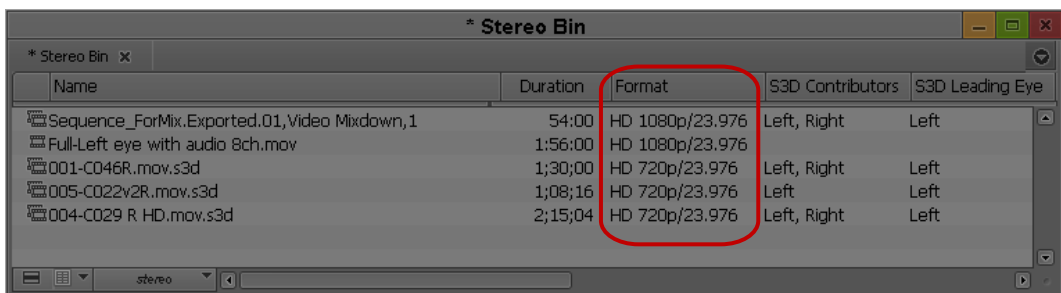 * Stereo Bin
* Stereo Bin
Name Duration Format S3D Contributors S3D Leading Eye
Sequence_ForMix.Exported.01,Video Mixdown,1 54:00 HD 1080p/23.976 Left, Right Left
Full-Left eye with audio 8ch.mov 1:56:00 HD 1080p/23.976
001-C046R.mov.s3d 1;30;00 HD 720p/23.976 Left, Right Left
005-C022v2R.mov.s3d 1;08;16 HD 720p/23.976 Left Left
004-C029 R HD.mov.s3d 2;15;04 HD 720p/23.976 Left, Right Left
stereo